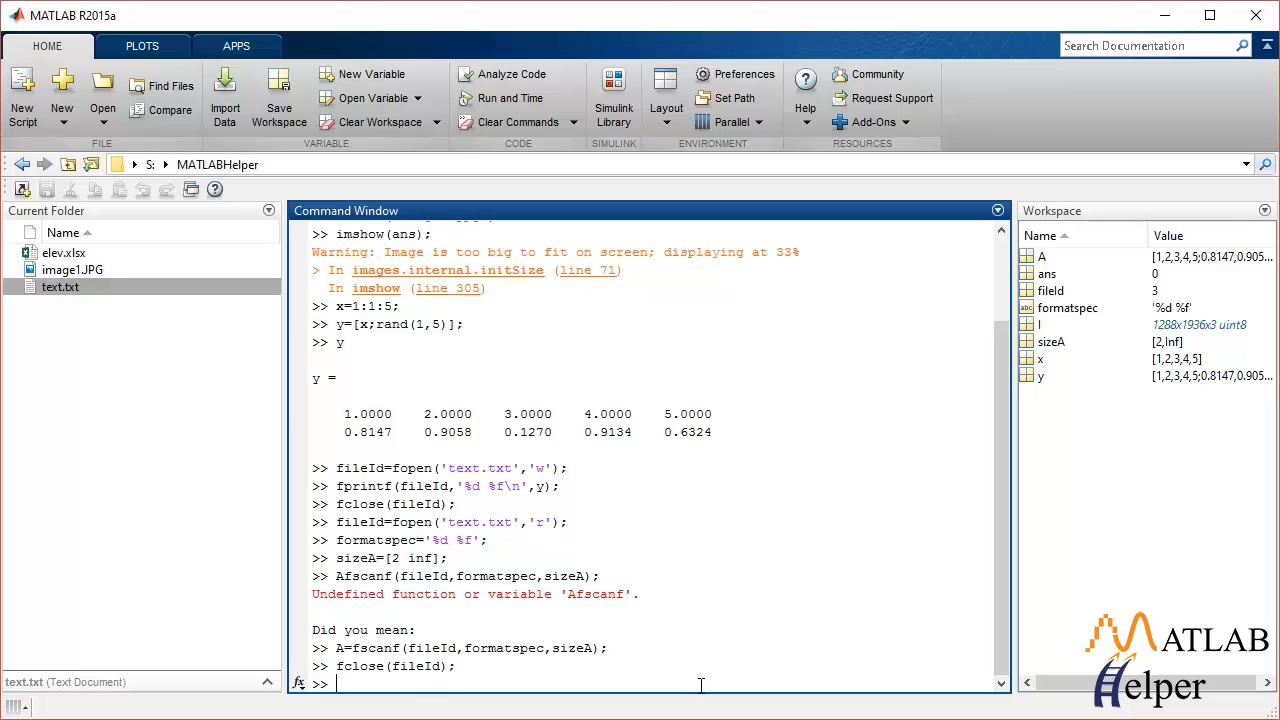 MATLAB R2015a
HOME PLOTS APPS
Search Documentation
New Script
New
Open
Find Files
Compare
FILE
Import Data
Save Workspace
New Variable
Open Variable
Clear Workspace
VARIABLE
Analyze Code
Run and Time
Clear Commands
CODE
Simulink Library
SIMULINK
Layout
Preferences
Set Path
Parallel
ENVIRONMENT
Help
Community
Request Support
Add-Ons
RESOURCES
S: MATLABHelper
Current Folder
Name
elev.xlsx
image1.JPG
text.txt
text.txt (Text Document)
Command Window
>> imshow(ans);
Warning: Image is too big to fit on screen; displaying at 33%
> In images.internal.initSize (line 71)
In imshow (line 305)
>> x=1:1:5;
>> y=[x;rand(1,5)];
>> y
y =
1.0000 2.0000 3.0000 4.0000 5.0000
0.8147 0.9058 0.1270 0.9134 0.6324
>> fileId=fopen('text.txt','w');
>> fprintf(fileId,'%d %f\n',y);
>> fclose(fileId);
>> fileId=fopen('text.txt','r');
>> formatspec='%d %f';
>> sizeA=[2 inf];
>> Afscanf(fileId,formatspec,sizeA);
Undefined function or variable 'Afscanf'.
Did you mean:
>> A=fscanf(fileId,formatspec,sizeA);
>> fclose(fileId);
fx >>
Workspace
Name Value
A [1,2,3,4,5;0.8147,0.905...
ans 0
fileId 3
abc formatspec '%d %f'
I 1288x1936x3 uint8
sizeA [2,Inf]
x [1,2,3,4,5]
y [1,2,3,4,5;0.8147,0.905...
MATLAB
Helper